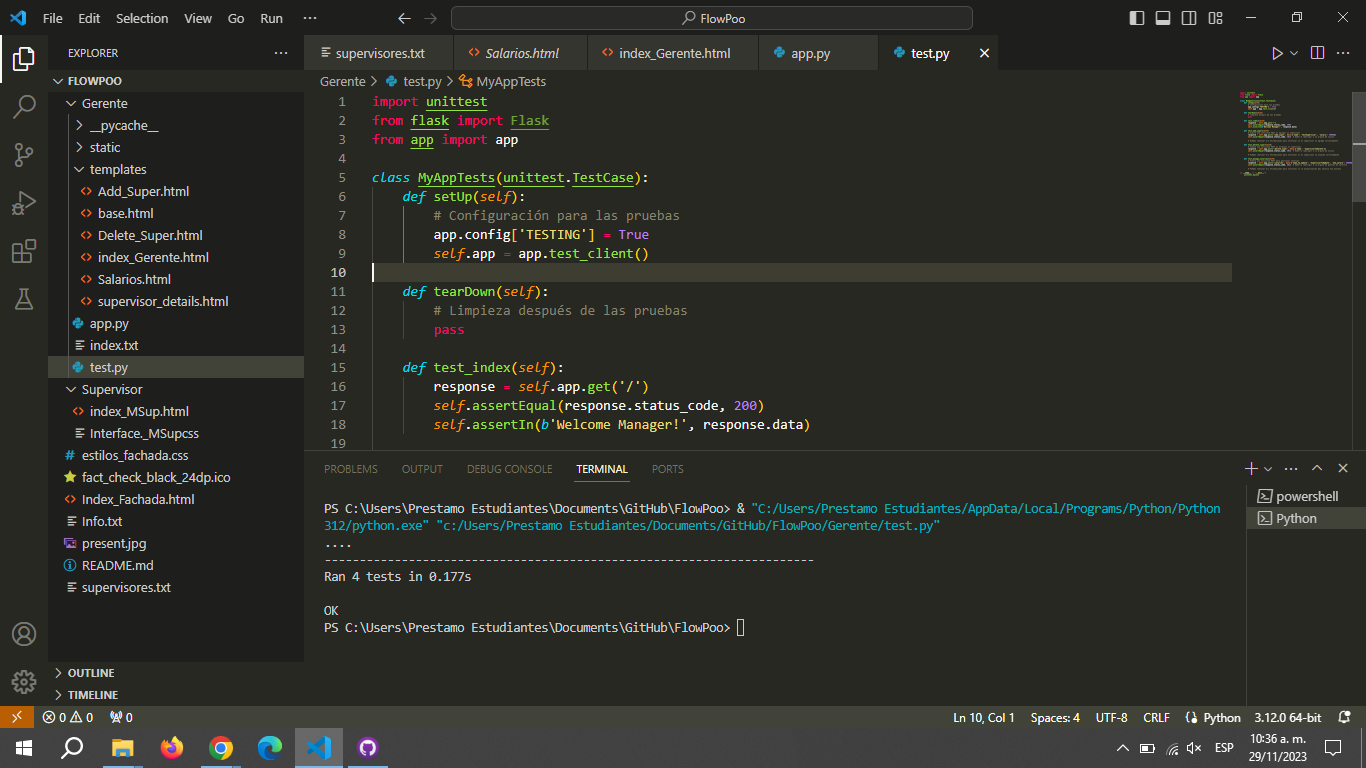 File Edit Selection View Go Run ··· FlowPoo
EXPLORER
FLOWPOO
Gerente
__pycache__
static
templates
Add_Super.html
base.html
Delete_Super.html
index_Gerente.html
Salarios.html
supervisor_details.html
app.py
index.txt
test.py
Supervisor
index_MSup.html
Interface._MSupcss
estilos_fachada.css
fact_check_black_24dp.ico
Index_Fachada.html
Info.txt
present.jpg
README.md
supervisores.txt
OUTLINE
TIMELINE
supervisores.txt Salarios.html index_Gerente.html app.py test.py
Gerente > test.py > MyAppTests
1 import unittest
2 from flask import Flask
3 from app import app
4
5 class MyAppTests(unittest.TestCase):
6 def setUp(self):
7 # Configuración para las pruebas
8 app.config['TESTING'] = True
9 self.app = app.test_client()
10
11 def tearDown(self):
12 # Limpieza después de las pruebas
13 pass
14
15 def test_index(self):
16 response = self.app.get('/')
17 self.assertEqual(response.status_code, 200)
18 self.assertIn(b'Welcome Manager!', response.data)
19
PROBLEMS OUTPUT DEBUG CONSOLE TERMINAL PORTS
PS C:\Users\Prestamo Estudiantes\Documents\GitHub\FlowPoo> & "C:/Users/Prestamo Estudiantes/AppData/Local/Programs/Python/Python
312/python.exe" "c:/Users/Prestamo Estudiantes/Documents/GitHub/FlowPoo/Gerente/test.py"
....
----------------------------------------------------------------------
Ran 4 tests in 0.177s
OK
PS C:\Users\Prestamo Estudiantes\Documents\GitHub\FlowPoo>
powershell
Python
0 0 0 Ln 10, Col 1 Spaces: 4 UTF-8 CRLF Python 3.12.0 64-bit
ESP
10:36 a. m.
29/11/2023